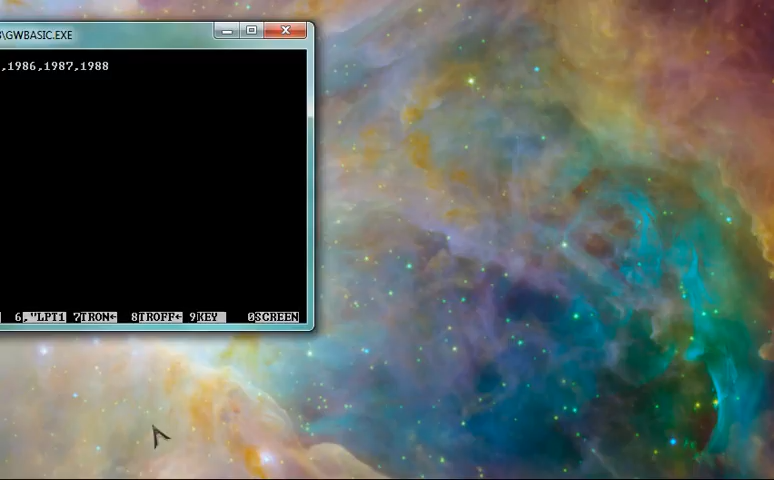 \GWBASIC.EXE
,1986,1987,1988
6,"LPT1 7TRON← 8TROFF← 9KEY 0SCREEN